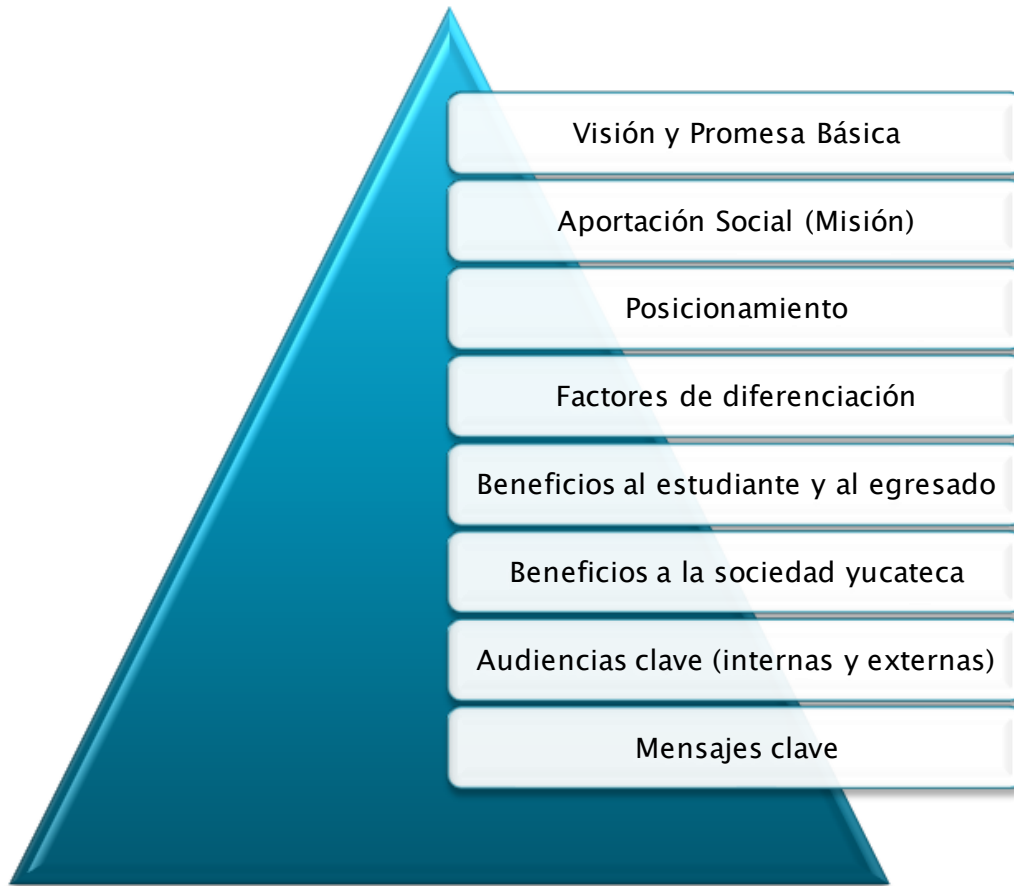 Visión y Promesa Básica
Aportación Social (Misión)
Posicionamiento
Factores de diferenciación
Beneficios al estudiante y al egresado
Beneficios a la sociedad yucateca
Audiencias clave (internas y externas)
Mensajes clave